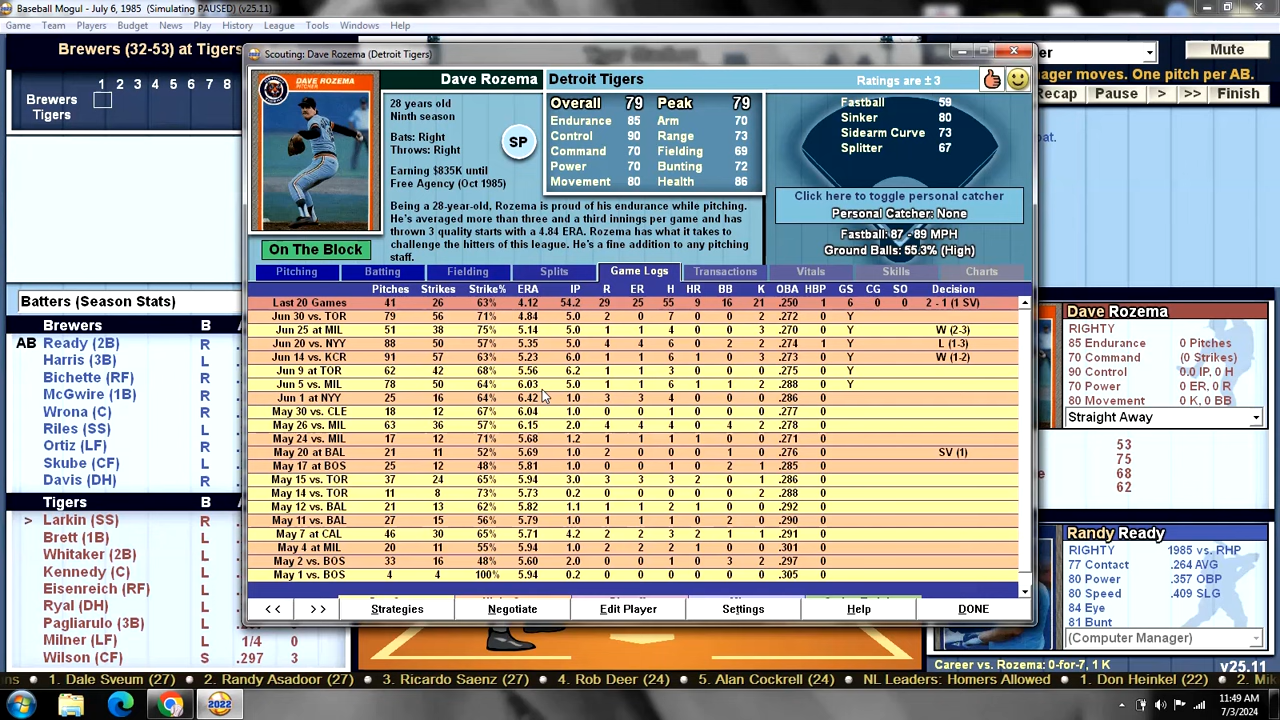 Baseball Mogul - July 6, 1985 (Simulating PAUSED) (v25.11)
Game Team Players Budget News Play History League Tools Windows Help
Brewers (32-53) at Tigers
Mute
anager moves. One pitch per AB.
1 2 3 4 5 6 7 8
Brewers
Tigers
Recap Pause > >> Finish
Scouting: Dave Rozema (Detroit Tigers)
DAVE ROZEMA
PITCHER
Dave Rozema
28 years old
Ninth season
Bats: Right
Throws: Right
Earning $835K until
Free Agency (Oct 1985)
SP
Detroit Tigers
Ratings are ± 3
Overall 79 Peak 79
Endurance 85 Arm 70
Control 90 Range 73
Command 70 Fielding 69
Power 70 Bunting 72
Movement 80 Health 86
Fastball 59
Sinker 80
Sidearm Curve 73
Splitter 67
Click here to toggle personal catcher
Personal Catcher: None
Fastball: 87 - 89 MPH
Ground Balls: 55.3% (High)
Being a 28-year-old, Rozema is proud of his endurance while pitching.
He's averaged more than three and a third innings per game and has
thrown 3 quality starts with a 4.84 ERA. Rozema has what it takes to
challenge the hitters of this league. He's a fine addition to any pitching
staff.
On The Block
Pitching Batting Fielding Splits Game Logs Transactions Vitals Skills Charts
Pitches Strikes Strike% ERA IP R ER H HR BB K OBA HBP GS CG SO Decision
Last 20 Games 41 26 63% 4.12 54.2 29 25 55 9 16 21 .250 1 6 0 0 2 - 1 (1 SV)
Jun 30 vs. TOR 79 56 71% 4.84 5.0 2 0 7 0 0 2 .272 0 Y
Jun 25 at MIL 51 38 75% 5.14 5.0 1 1 4 0 0 3 .270 0 Y W (2-3)
Jun 20 vs. NYY 88 50 57% 5.35 5.0 4 4 6 0 2 2 .274 1 Y L (1-3)
Jun 14 vs. KCR 91 57 63% 5.23 6.0 1 1 6 1 0 3 .273 0 Y W (1-2)
Jun 9 at TOR 62 42 68% 5.56 6.2 1 1 3 0 0 0 .275 0 Y
Jun 5 vs. MIL 78 50 64% 6.03 5.0 1 1 6 1 1 2 .288 0 Y
Jun 1 at NYY 25 16 64% 6.42 1.0 3 3 4 0 0 0 .286 0
May 30 vs. CLE 18 12 67% 6.04 1.0 0 0 1 0 0 0 .277 0
May 26 vs. MIL 63 36 57% 6.15 2.0 4 4 4 0 4 2 .278 0
May 24 vs. MIL 17 12 71% 5.68 1.2 0 0 1 0 0 0 .271 0
May 20 at BAL 21 11 52% 5.69 1.0 2 0 0 0 1 0 .276 0 SV (1)
May 17 at BOS 25 12 48% 5.81 1.0 0 0 1 0 2 1 .285 0
May 15 vs. TOR 37 24 65% 5.94 3.0 3 3 3 2 0 1 .286 0
May 14 vs. TOR 11 8 73% 5.73 0.2 0 0 0 0 0 2 .288 0
May 12 vs. BAL 21 13 62% 5.82 1.1 1 1 2 1 0 0 .292 0
May 11 vs. BAL 27 15 56% 5.79 1.0 1 1 1 0 2 0 .290 0
May 7 at CAL 46 30 65% 5.71 4.2 2 2 3 2 1 1 .291 0
May 4 at MIL 20 11 55% 5.94 1.0 2 2 2 1 0 0 .301 0
May 2 vs. BOS 33 16 48% 5.60 2.0 0 0 1 0 3 2 .297 0
May 1 vs. BOS 4 4 100% 5.94 0.2 0 0 0 0 0 0 .305 0
<< >> Strategies Negotiate Edit Player Settings Help DONE
Batters (Season Stats)
Brewers B
AB Ready (2B) R
Harris (3B) L
Bichette (RF) R
McGwire (1B) R
Wrona (C) R
Riles (SS) L
Ortiz (LF) R
Skube (CF) L
Davis (DH) R
Tigers B
> Larkin (SS) R
Brett (1B) L
Whitaker (2B) L
Kennedy (C) L
Eisenreich (RF) L
Ryal (DH) L
Pagliarulo (3B) L
Milner (LF) L 1/4 0
Wilson (CF) S .297 3
Dave Rozema
RIGHTY
85 Endurance 0 Pitches
70 Command (0 Strikes)
90 Control 0.0 IP, 0 H
70 Power 0 ER, 0 R
80 Movement 0 K, 0 BB
Straight Away
53
75
68
62
Randy Ready
RIGHTY 1985 vs. RHP
77 Contact .264 AVG
80 Power .357 OBP
80 Speed .409 SLG
84 Eye
81 Bunt
(Computer Manager)
Career vs. Rozema: 0-for-7, 1 K
v25.11
1. Dale Sveum (27) 2. Randy Asadoor (27) 3. Ricardo Saenz (27) 4. Rob Deer (24) 5. Alan Cockrell (24) NL Leaders: Homers Allowed 1. Don Heinkel (22)
2022
11:49 AM
7/3/2024